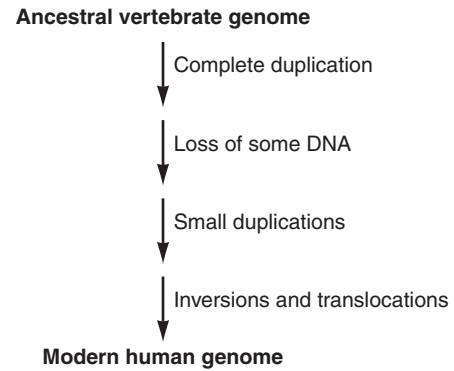 Ancestral vertebrate genome
Complete duplication
Loss of some DNA
Small duplications
Inversions and translocations
Modern human genome